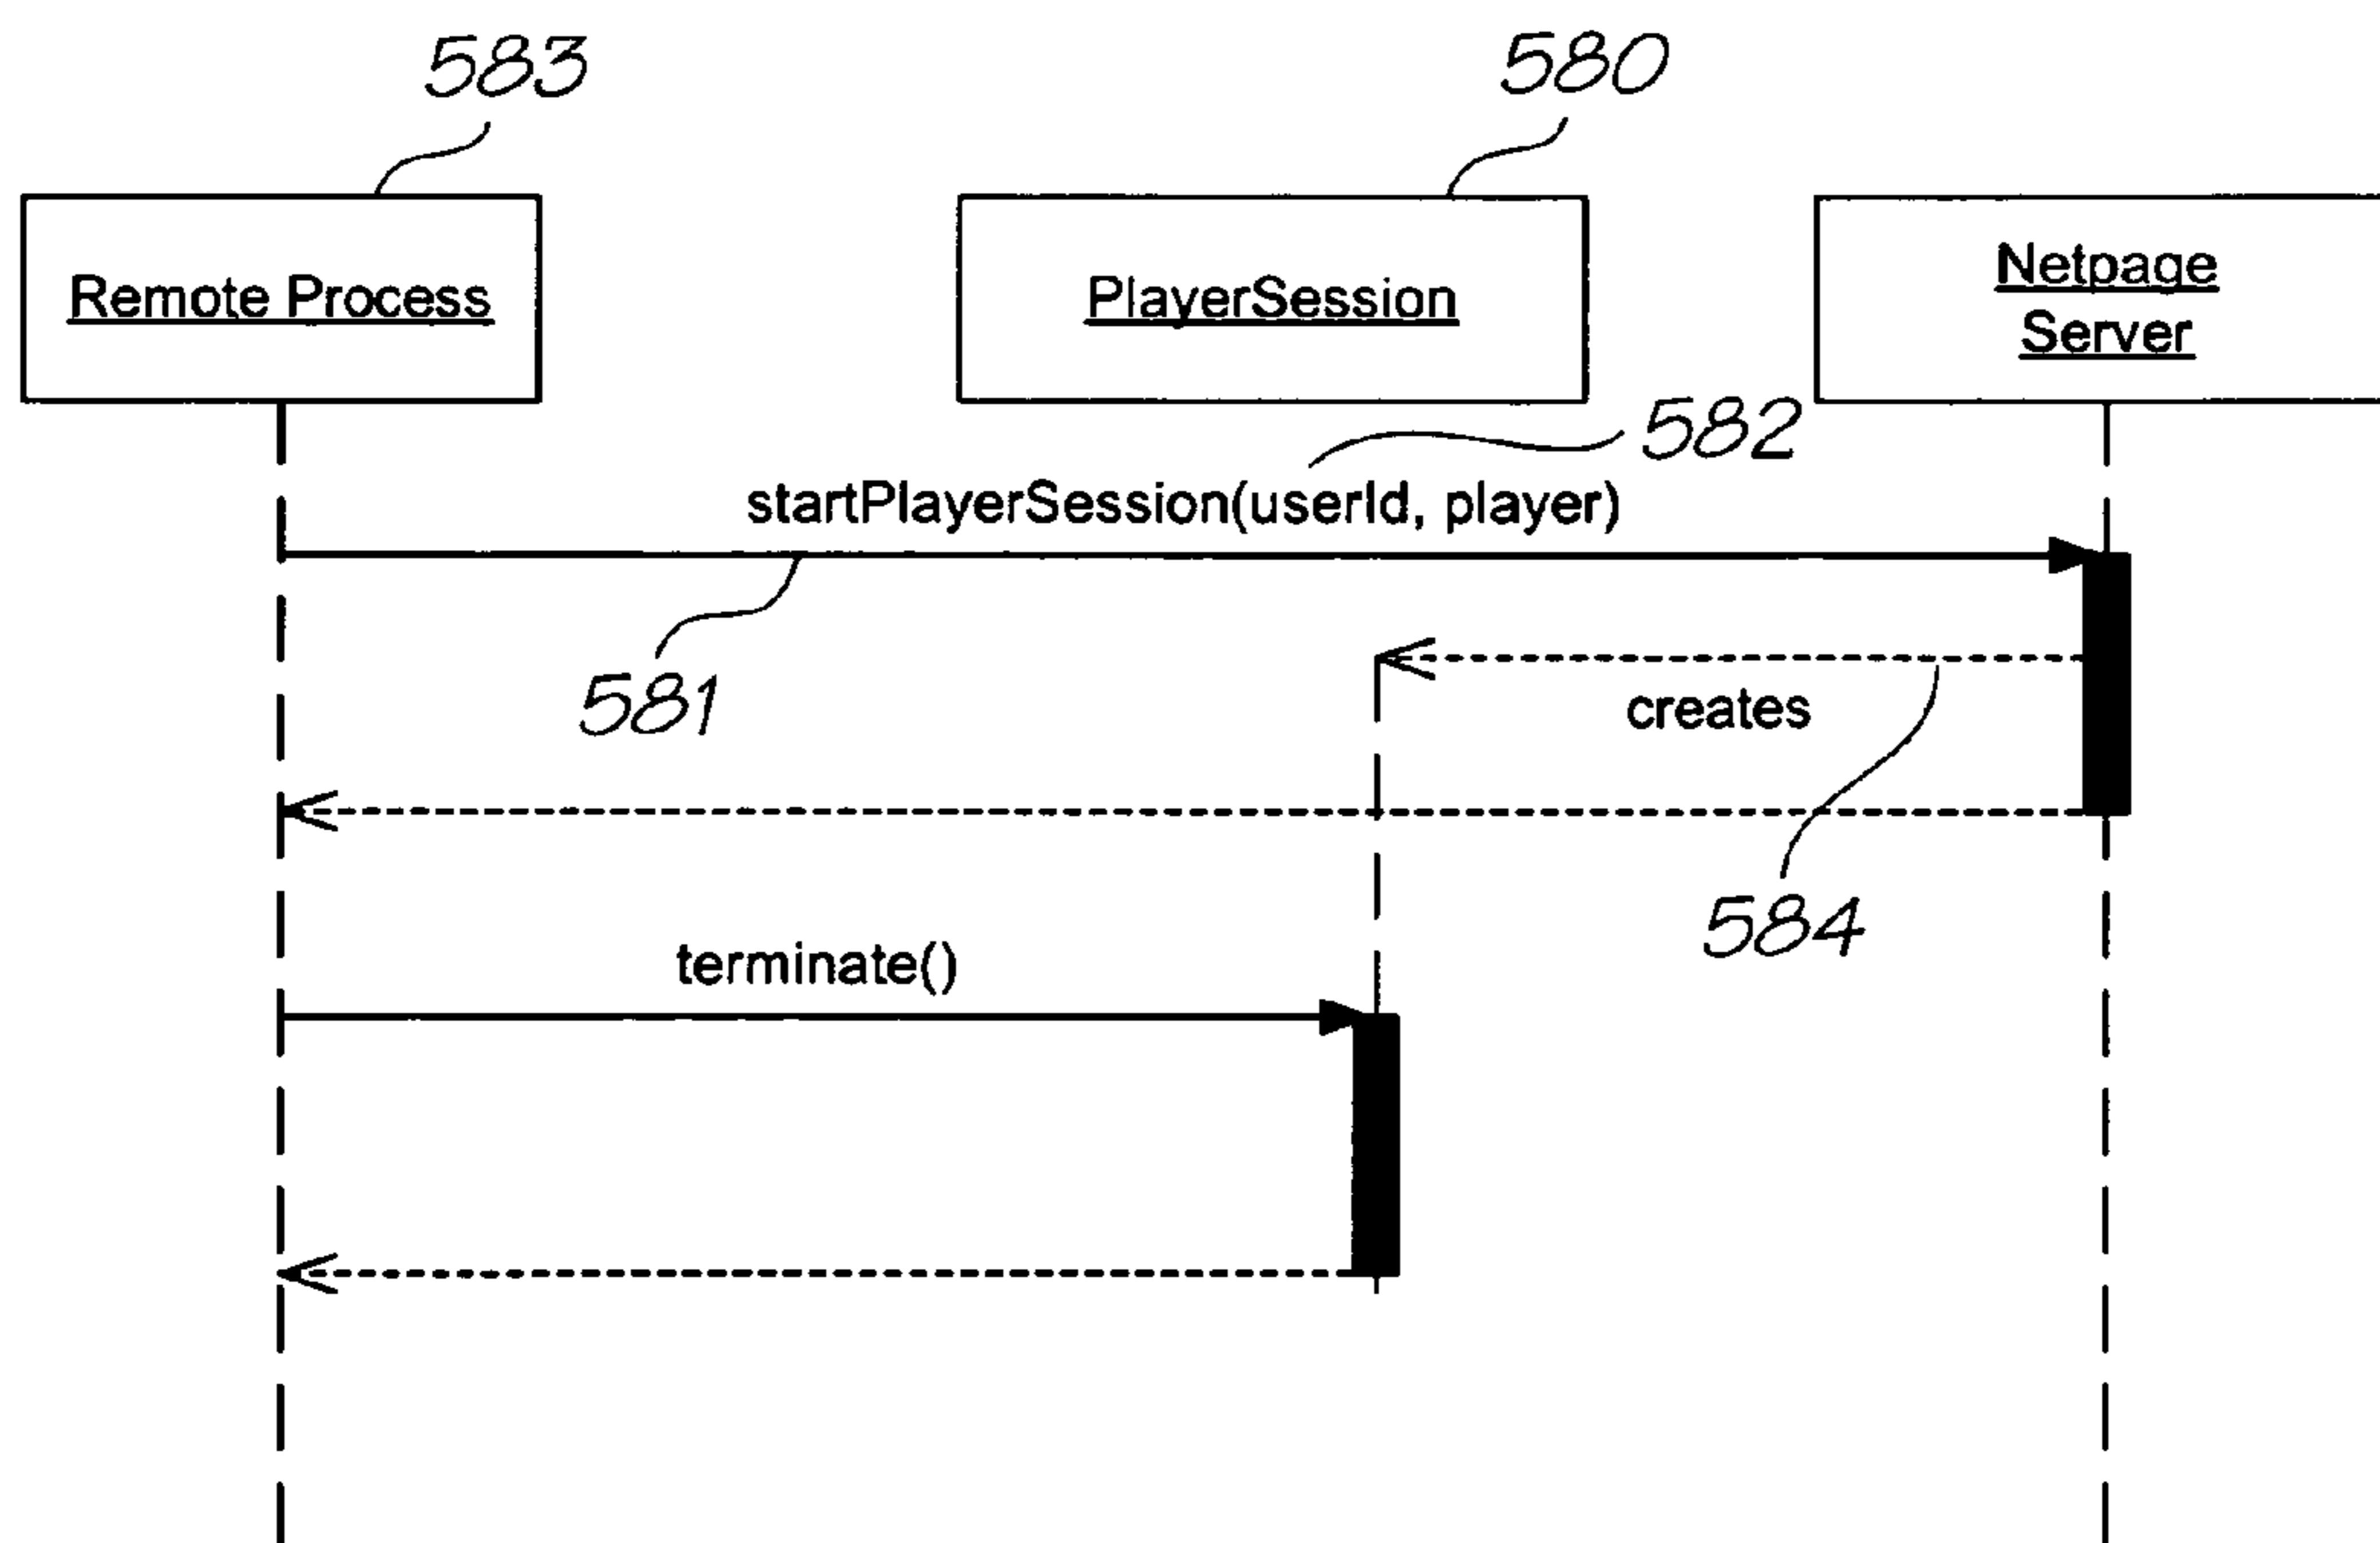 583
580
Remote Process
PlayerSession
Netpage
Server
582
startPlayerSession(userId, player)
581
creates
584
terminate()